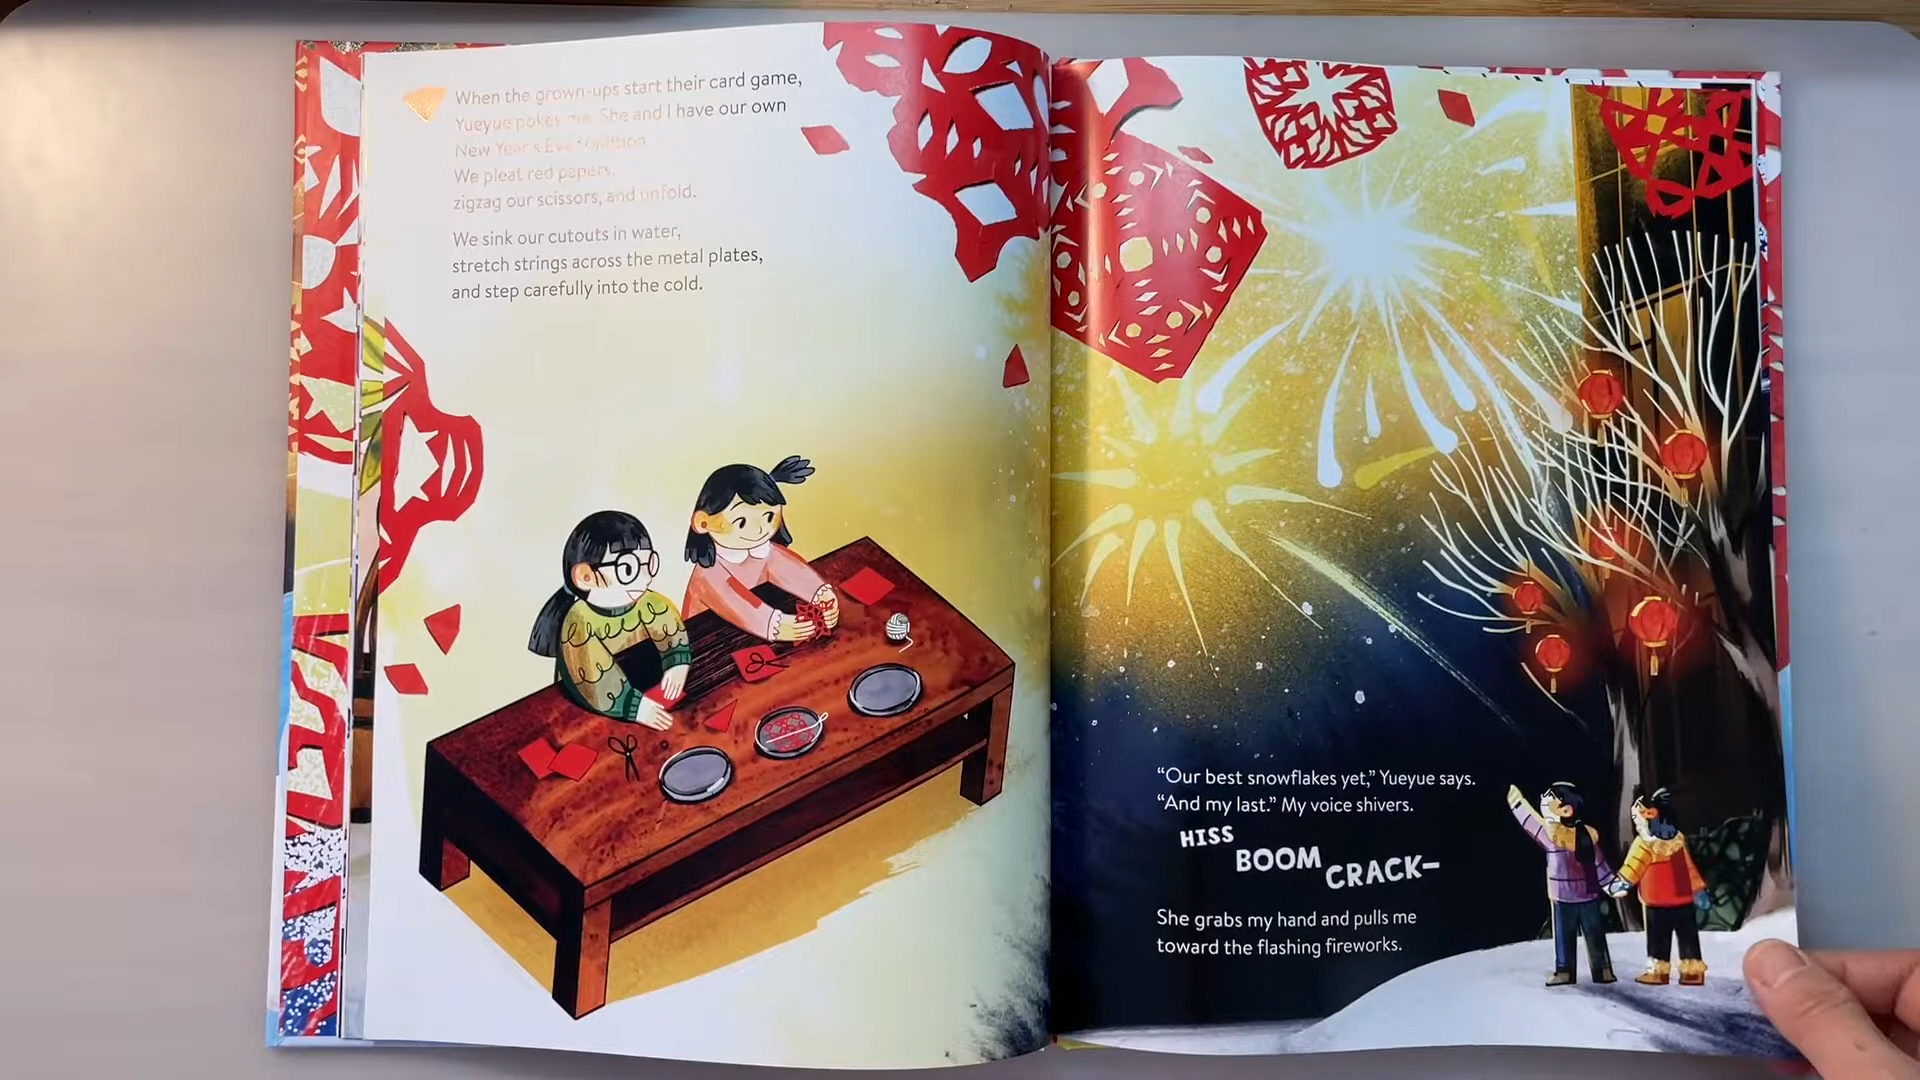 When the grown-ups start their card game,
Yueyue pokes me. She and I have our own
New Year's Eve tradition.
We pleat red papers,
zigzag our scissors, and unfold.
We sink our cutouts in water,
stretch strings across the metal plates,
and step carefully into the cold.
“Our best snowflakes yet,” Yueyue says.
“And my last.” My voice shivers.
HISS
BOOM
CRACK—
She grabs my hand and pulls me
toward the flashing fireworks.